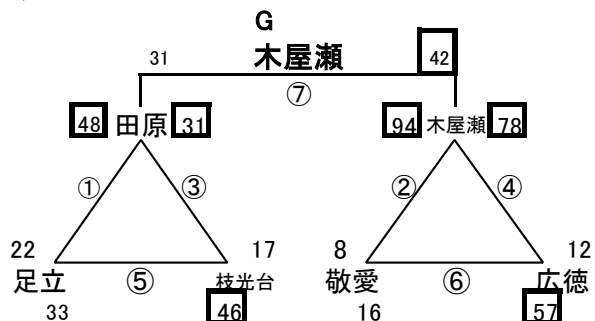 G
31 木屋瀬 42
⑦
48 田原 31 94 木屋瀬 78
① ③ ② ④
22 17 8 12
足立 ⑤ 枝光台 敬愛 ⑥ 広徳
33 46 16 57